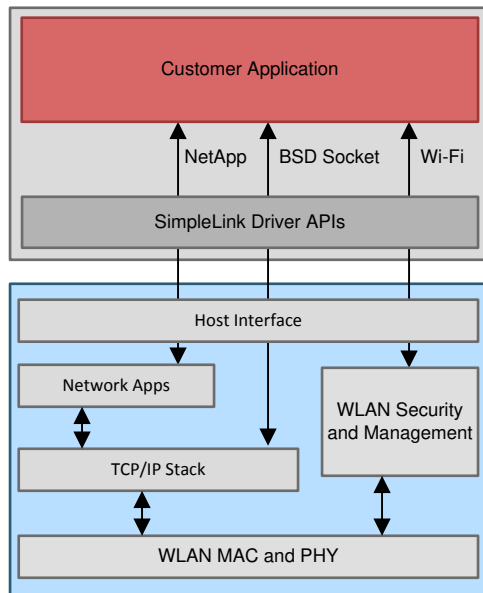 Customer Application
NetApp
BSD Socket
Wi-Fi
SimpleLink Driver APIs
Host Interface
Network Apps
WLAN Security
and Management
TCP/IP Stack
WLAN MAC and PHY